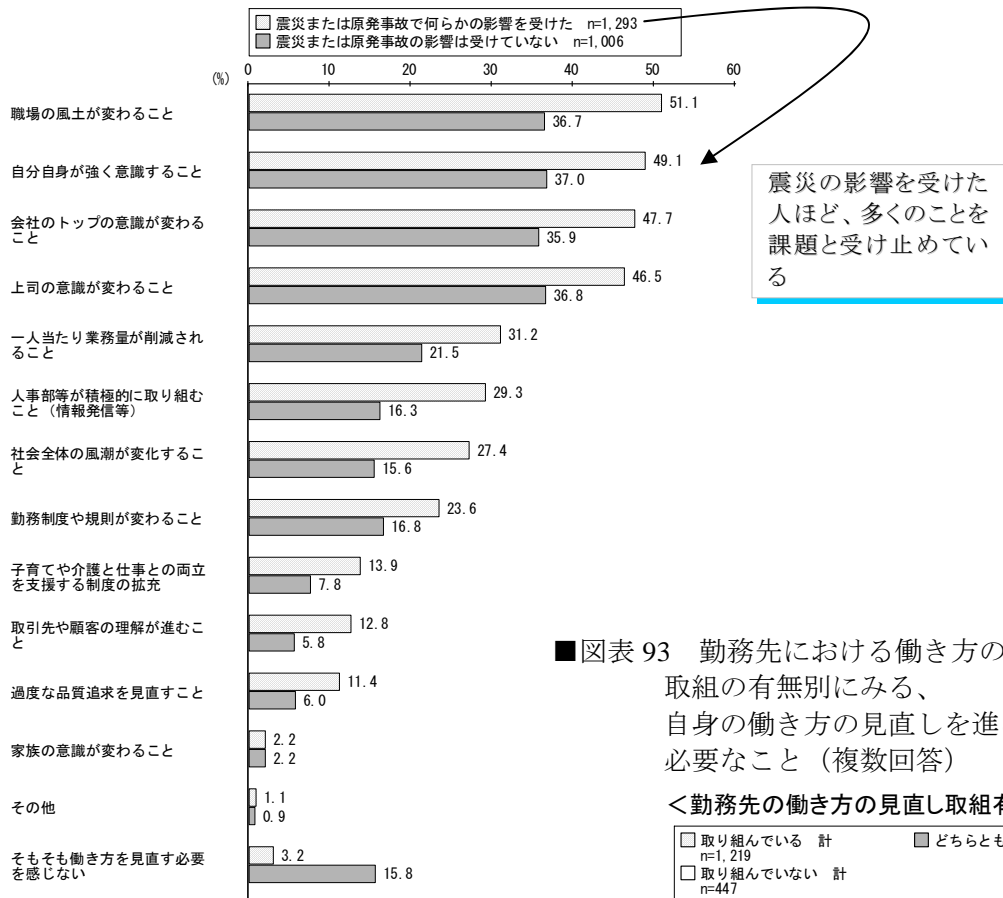 震災または原発事故で何らかの影響を受けた n=1,293
震災または原発事故の影響は受けていない n=1,006
(%)
0 10 20 30 40 50 60
職場の風土が変わること
51.1
36.7
自分自身が強く意識すること
49.1
37.0
会社のトップの意識が変わる
こと
47.7
35.9
上司の意識が変わること
46.5
36.8
一人当たり業務量が削減され
ること
31.2
21.5
人事部等が積極的に取り組む
こと（情報発信等）
29.3
16.3
社会全体の風潮が変化するこ
と
27.4
15.6
勤務制度や規則が変わること
23.6
16.8
子育てや介護と仕事との両立
を支援する制度の拡充
13.9
7.8
取引先や顧客の理解が進むこ
と
12.8
5.8
過度な品質追求を見直すこと
11.4
6.0
家族の意識が変わること
2.2
2.2
その他
1.1
0.9
そもそも働き方を見直す必要
を感じない
3.2
15.8
震災の影響を受けた
人ほど、多くのことを
課題と受け止めてい
る
■図表 93 勤務先における働き方の
取組の有無別にみる、
自身の働き方の見直しを進
必要なこと（複数回答）
＜勤務先の働き方の見直し取組有
取り組んでいる 計
n=1,219
どちらとも
取り組んでいない 計
n=447